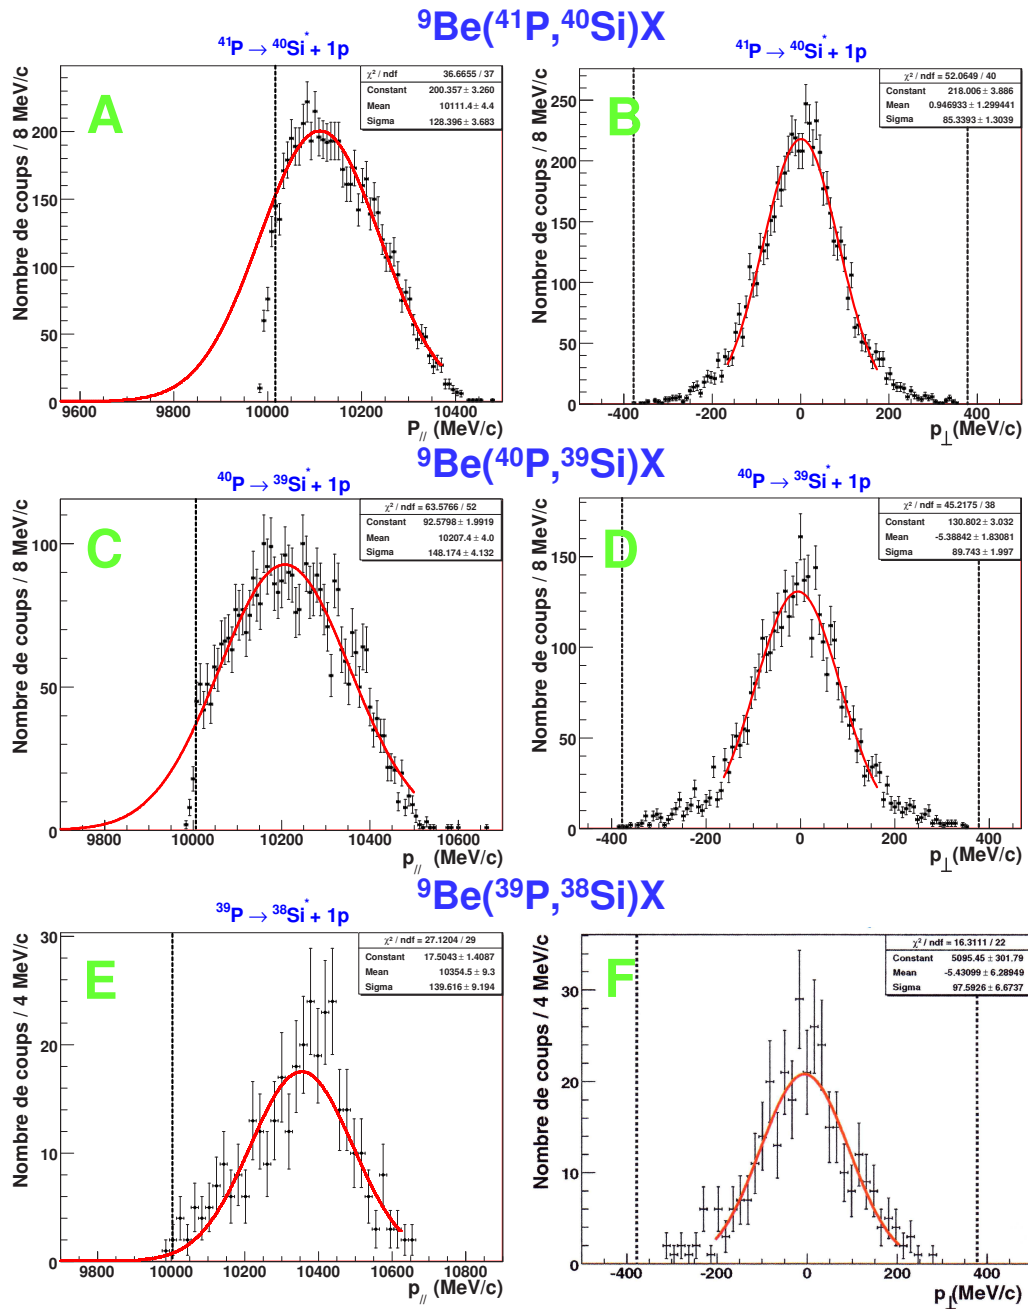 ⁹Be(⁴¹P,⁴⁰Si)X
⁴¹P → ⁴⁰Si* + 1p
A
χ² / ndf 36.6655 / 37
Constant 200.357 ± 3.260
Mean 10111.4 ± 4.4
Sigma 128.396 ± 3.683
Nombre de coups / 8 MeV/c
200
150
100
50
0
9600 9800 10000 10200 10400
P// (MeV/c)
⁴¹P → ⁴⁰Si* + 1p
B
χ² / ndf = 52.0649 / 40
Constant 218.006 ± 3.886
Mean 0.946933 ± 1.299441
Sigma 85.3393 ± 1.3039
Nombre de coups / 8 MeV/c
250
200
150
100
50
0
-400 -200 0 200 400
p⊥(MeV/c)
⁹Be(⁴⁰P,³⁹Si)X
⁴⁰P → ³⁹Si* + 1p
C
χ² / ndf = 63.5766 / 52
Constant 92.5798 ± 1.9919
Mean 10207.4 ± 4.0
Sigma 148.174 ± 4.132
Nombre de coups / 8 MeV/c
100
50
0
9800 10000 10200 10400 10600
p// (MeV/c)
⁴⁰P → ³⁹Si* + 1p
D
χ² / ndf = 45.2175 / 38
Constant 130.802 ± 3.032
Mean -5.38842 ± 1.83081
Sigma 89.743 ± 1.997
Nombre de coups / 8 MeV/c
150
100
50
0
-400 -200 0 200 400
p⊥(MeV/c)
⁹Be(³⁹P,³⁸Si)X
³⁹P → ³⁸Si* + 1p
E
χ² / ndf = 27.1204 / 29
Constant 17.5043 ± 1.4087
Mean 10354.5 ± 9.3
Sigma 139.616 ± 9.194
Nombre de coups / 4 MeV/c
30
20
10
0
9800 10000 10200 10400 10600
p// (MeV/c)
F
χ² / ndf = 16.3111 / 22
Constant 5095.45 ± 301.79
Mean -5.43099 ± 6.28949
Sigma 97.5926 ± 6.6737
Nombre de coups / 4 MeV/c
30
20
10
0
-400 -200 0 200 400
p⊥(MeV/c)